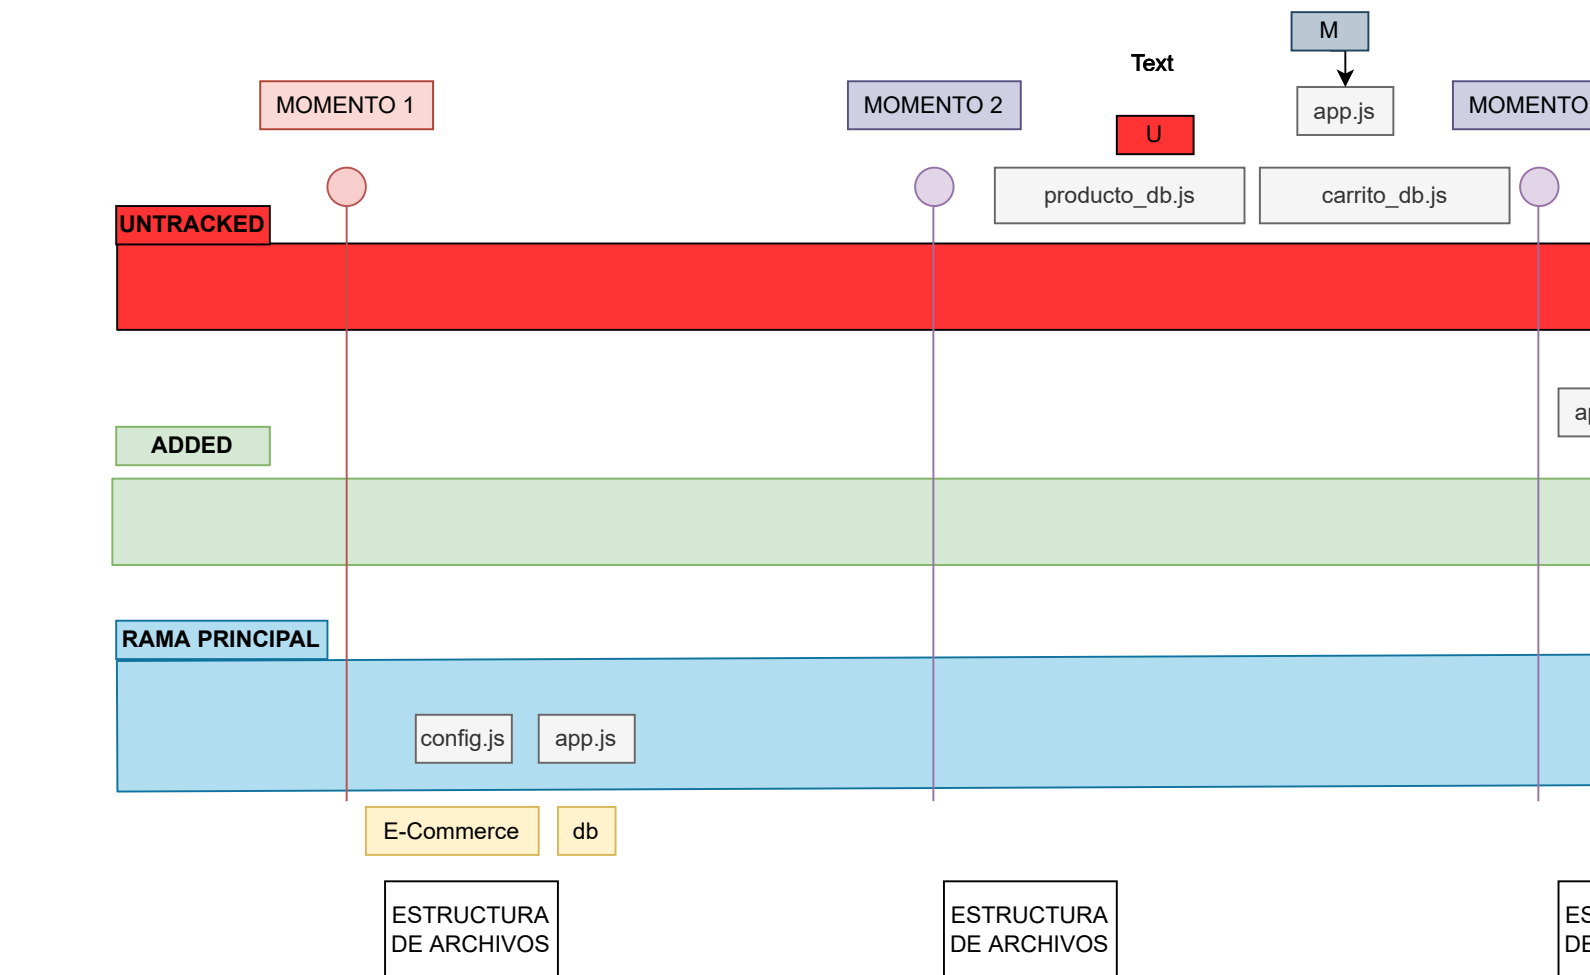 M
Text
MOMENTO 1
MOMENTO 2
app.js
MOMENTO
U
producto_db.js
carrito_db.js
UNTRACKED
ADDED
RAMA PRINCIPAL
config.js
app.js
E-Commerce
db
ESTRUCTURA
DE ARCHIVOS
ESTRUCTURA
DE ARCHIVOS